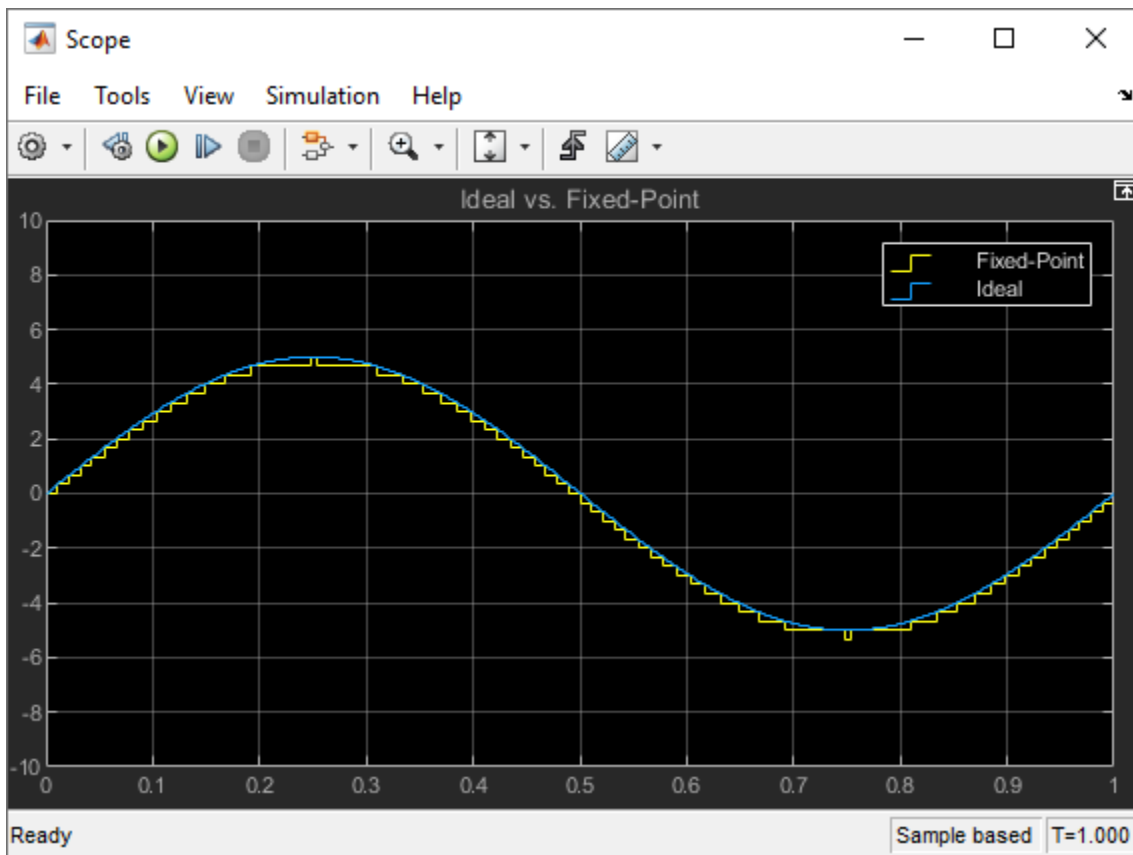 Scope
File Tools View Simulation Help
Ideal vs. Fixed-Point
Fixed-Point
Ideal
10
8
6
4
2
0
-2
-4
-6
-8
-10
0 0.1 0.2 0.3 0.4 0.5 0.6 0.7 0.8 0.9 1
Ready Sample based T=1.000